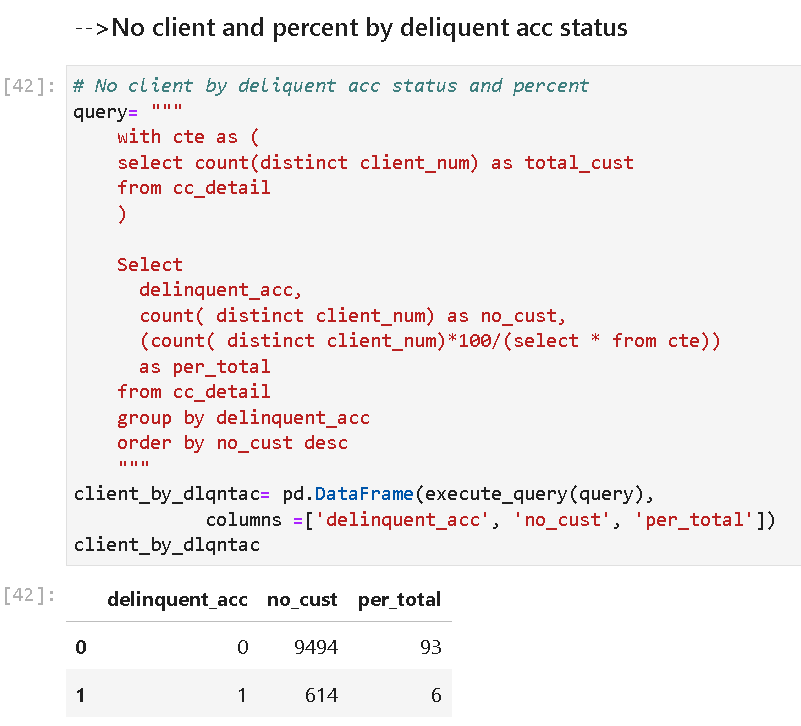 -->No client and percent by deliquent acc status
[42]: # No client by deliquent acc status and percent
query= """
with cte as (
select count(distinct client_num) as total_cust
from cc_detail
)
Select
delinquent_acc,
count( distinct client_num) as no_cust,
(count( distinct client_num)*100/(select * from cte))
as per_total
from cc_detail
group by delinquent_acc
order by no_cust desc
"""
client_by_dlqntac= pd.DataFrame(execute_query(query),
columns =['delinquent_acc', 'no_cust', 'per_total'])
client_by_dlqntac
[42]: delinquent_acc no_cust per_total
0 0 9494 93
1 1 614 6